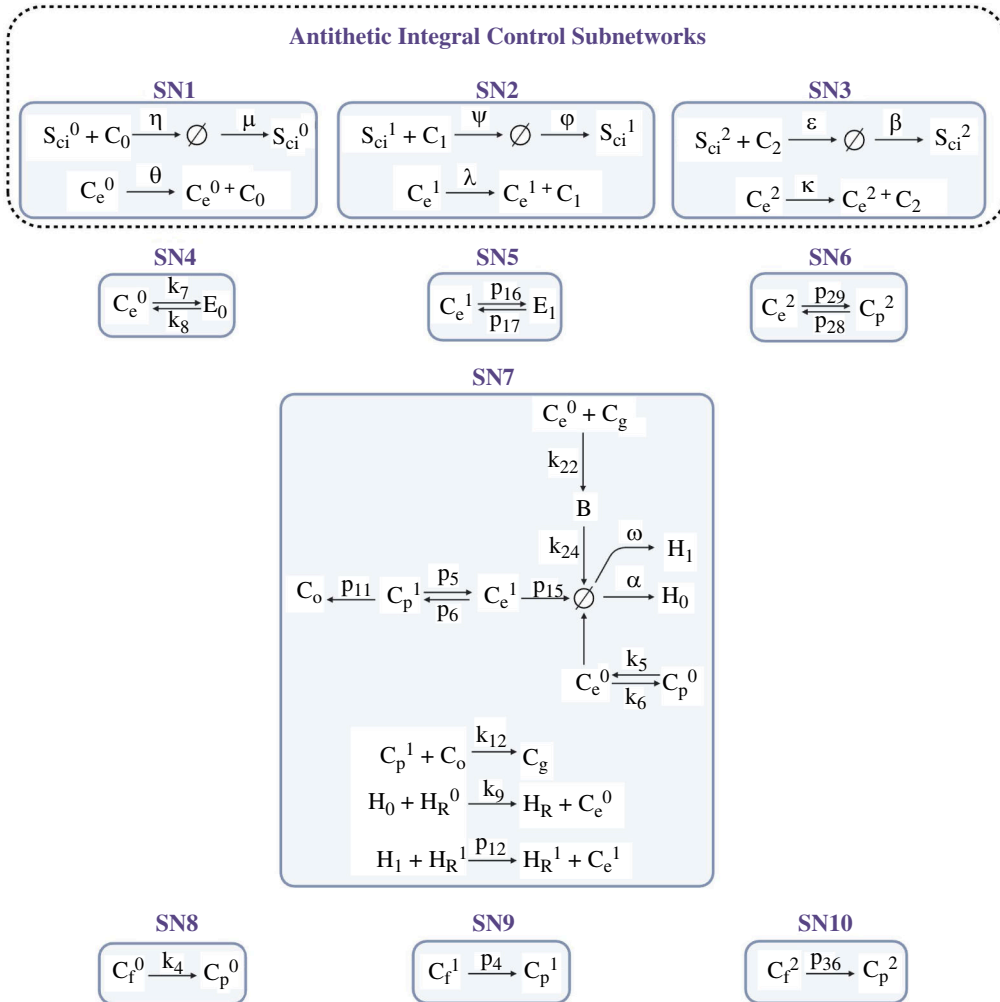 Antithetic Integral Control Subnetworks
SN1 SN2 SN3
η μ
S_ci^0 + C_0 → ∅ → S_ci^0
θ
C_e^0 → C_e^0 + C_0
ψ φ
S_ci^1 + C_1 → ∅ → S_ci^1
λ
C_e^1 → C_e^1 + C_1
ε β
S_ci^2 + C_2 → ∅ → S_ci^2
κ
C_e^2 → C_e^2 + C_2
SN4 SN5 SN6
k_7
C_e^0 ⇄ E_0
k_8
p_16
C_e^1 ⇄ E_1
p_17
p_29
C_e^2 ⇄ C_p^2
p_28
SN7
C_e^0 + C_g
k_22
B
k_24 ω H_1
C_o ← p_11 C_p^1 ⇄ p_5 p_6 C_e^1 → p_15 ∅ → α H_0
k_5
C_e^0 ⇄ C_p^0
k_6
k_12
C_p^1 + C_o → C_g
k_9
H_0 + H_R^0 → H_R + C_e^0
p_12
H_1 + H_R^1 → H_R^1 + C_e^1
SN8 SN9 SN10
k_4
C_f^0 → C_p^0
p_4
C_f^1 → C_p^1
p_36
C_f^2 → C_p^2